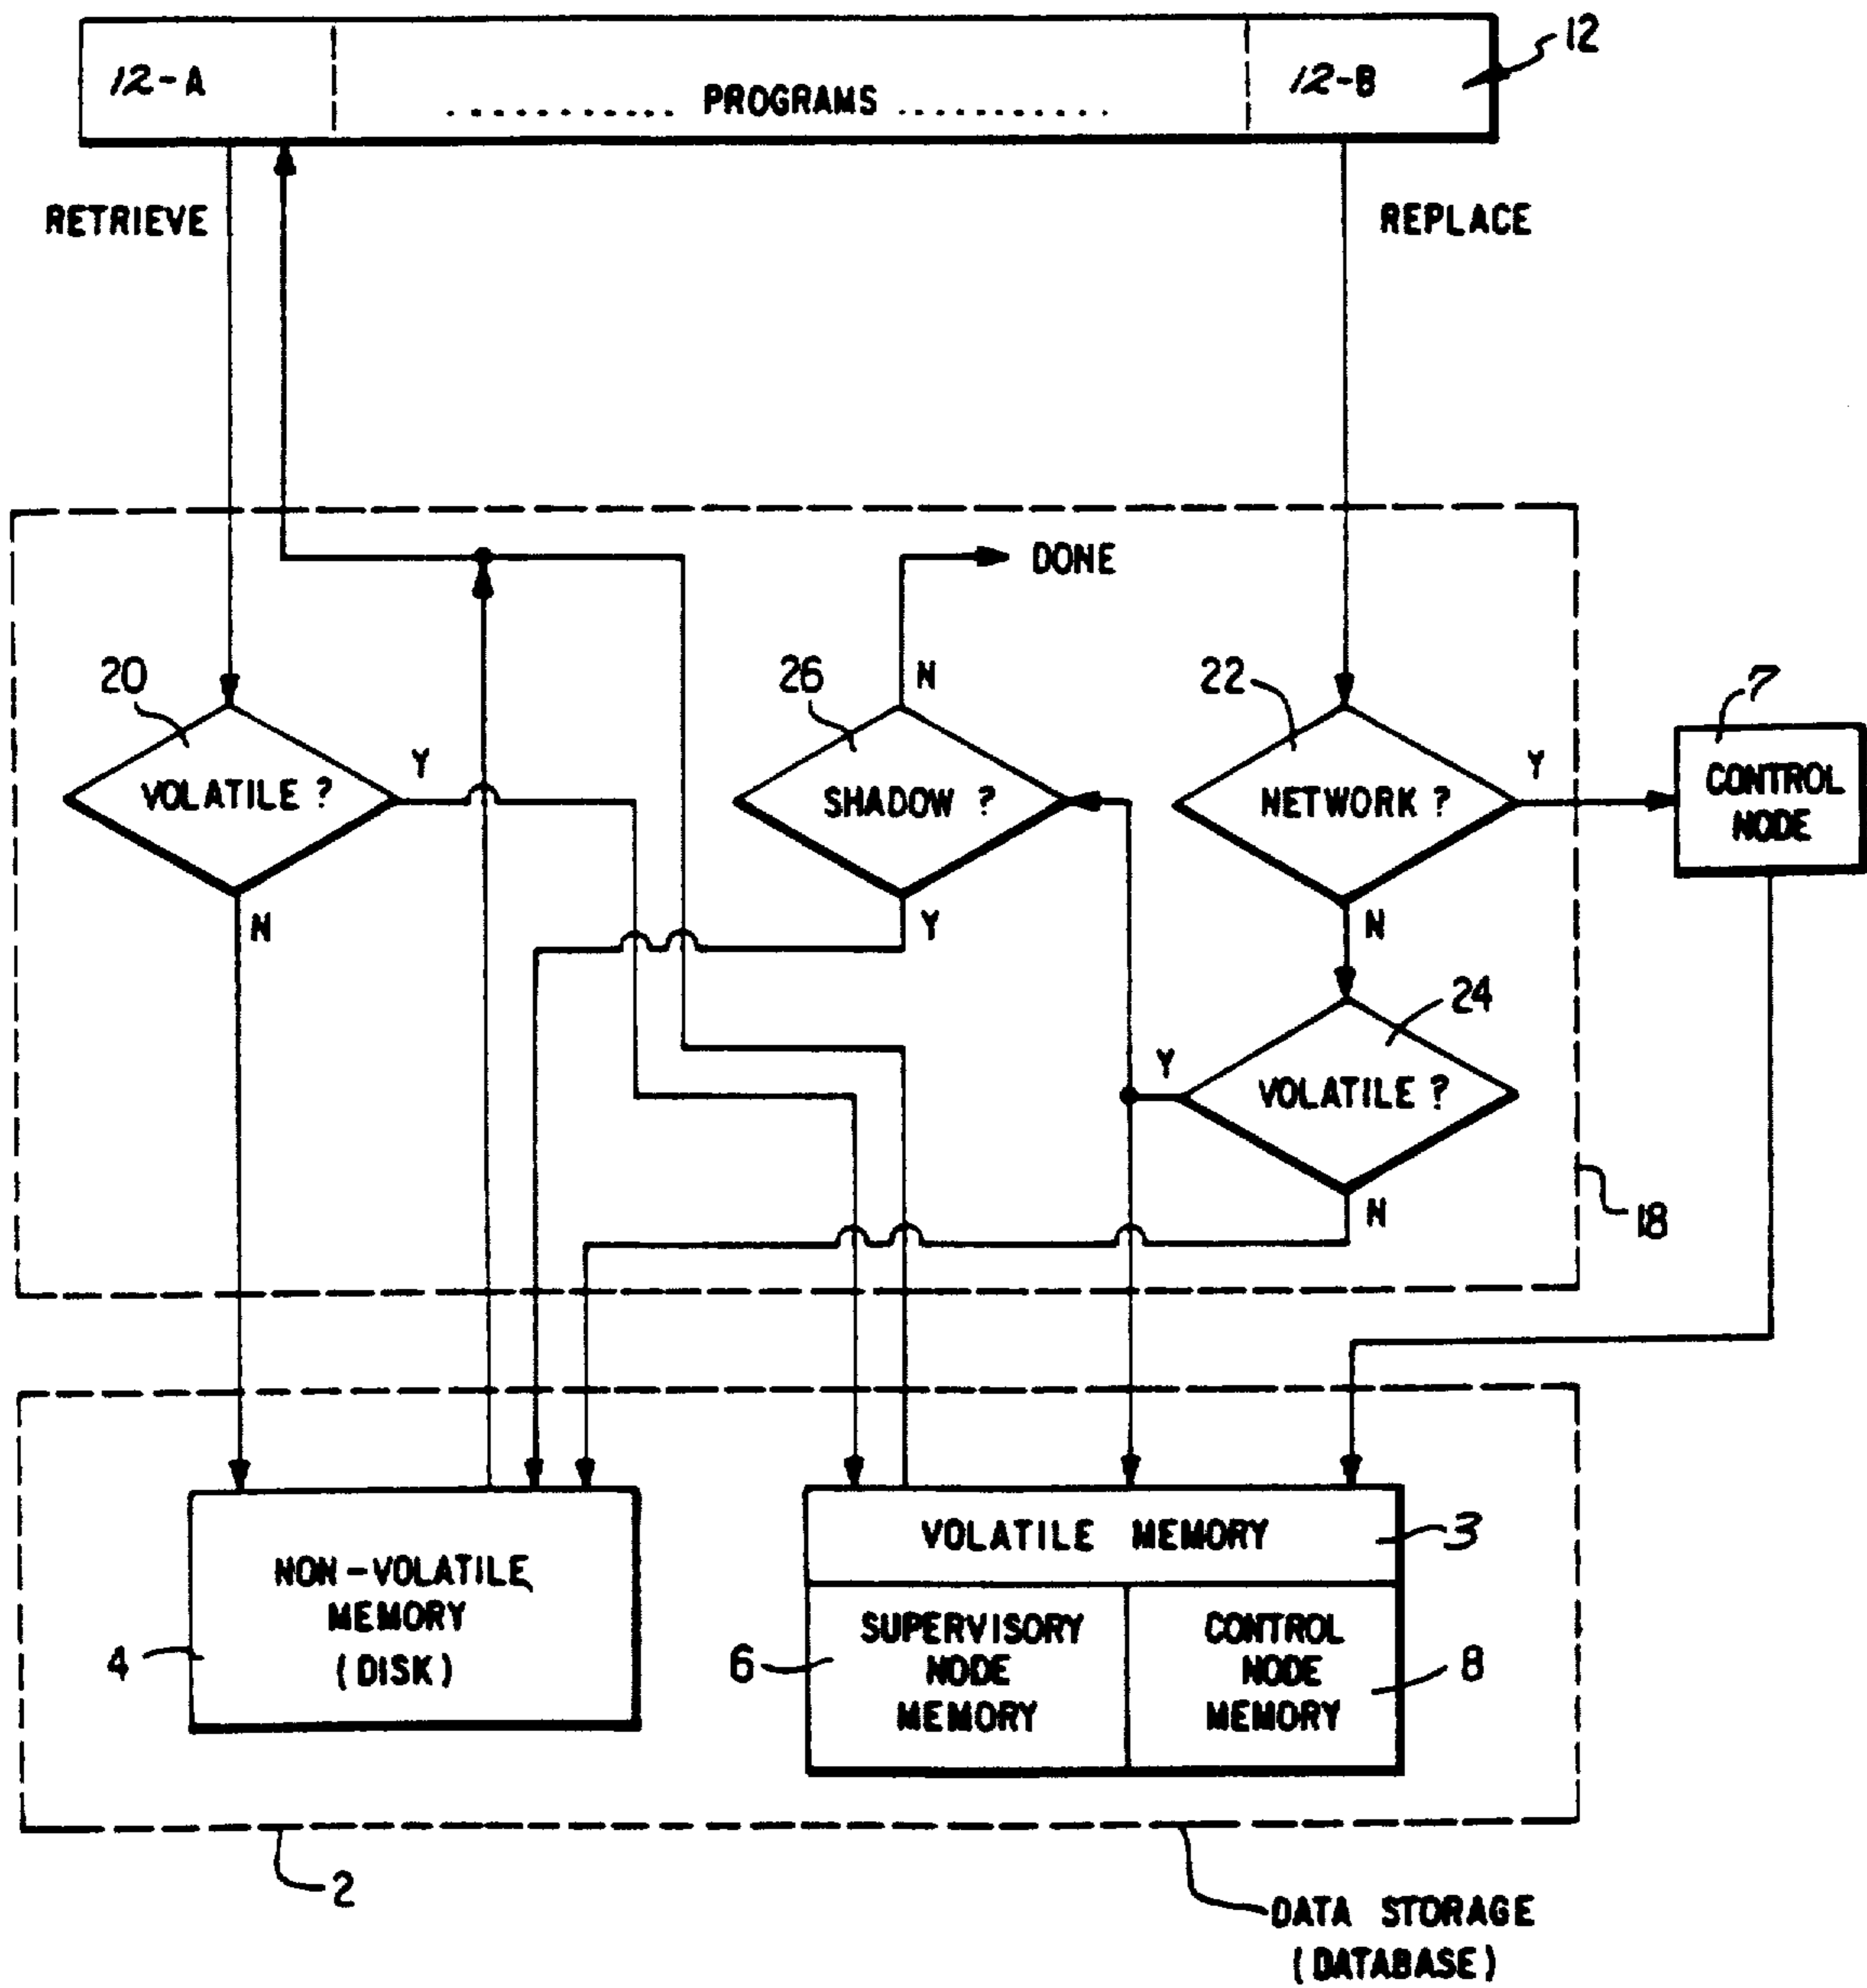 12
12-A
.......... PROGRAMS ..........
12-B
RETRIEVE
REPLACE
DONE
20
26
22
7
N
Y
Y
VOLATILE ?
SHADOW ?
NETWORK ?
CONTROL
NODE
N
Y
N
24
Y
VOLATILE ?
N
18
VOLATILE MEMORY
3
NON-VOLATILE
MEMORY
(DISK)
4
6
SUPERVISORY
NODE
MEMORY
CONTROL
NODE
MEMORY
8
2
DATA STORAGE
(DATABASE)